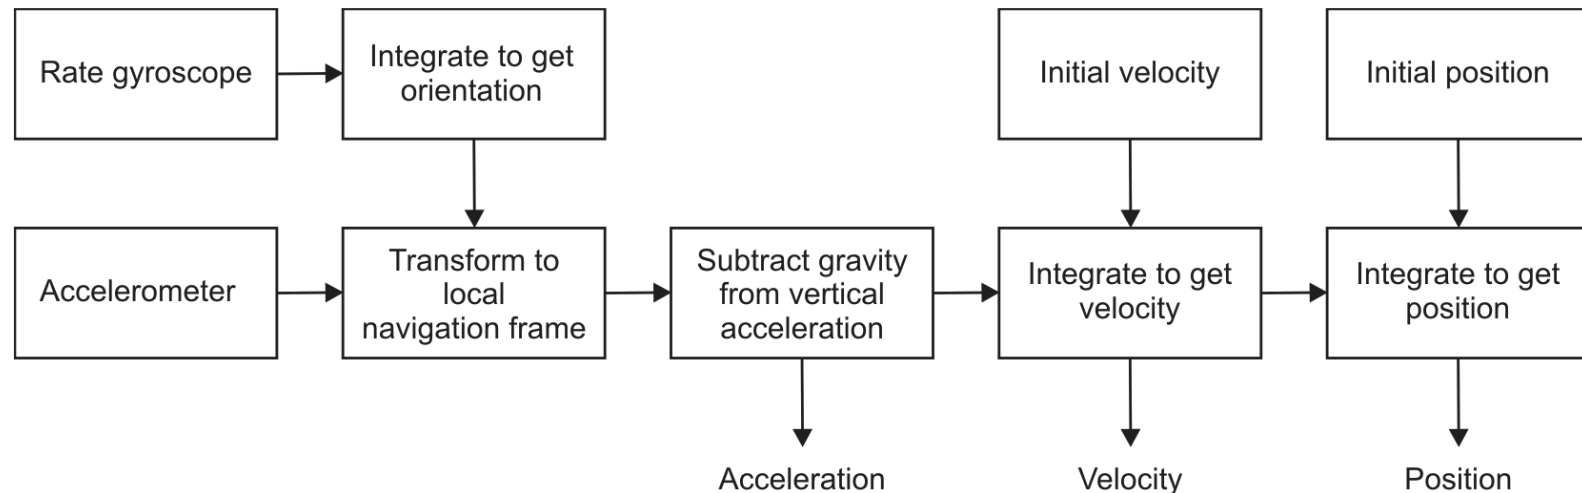 Rate gyroscope
Integrate to get
orientation
Initial velocity
Initial position
Accelerometer
Transform to
local
navigation frame
Subtract gravity
from vertical
acceleration
Integrate to get
velocity
Integrate to get
position
Acceleration
Velocity
Position